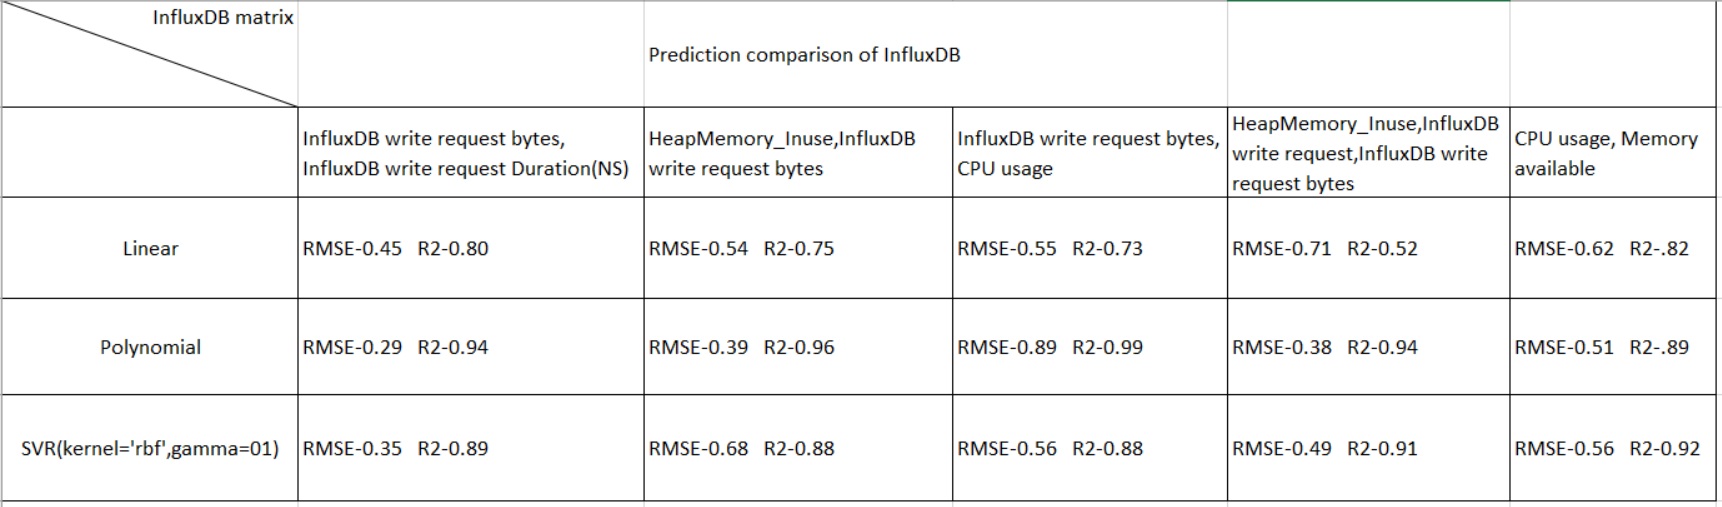 InfluxDB matrix
Prediction comparison of InfluxDB
InfluxDB write request bytes,
InfluxDB write request Duration(NS)
HeapMemory_Inuse,InfluxDB
write request bytes
InfluxDB write request bytes,
CPU usage
HeapMemory_Inuse,InfluxDB
write request,InfluxDB write
request bytes
CPU usage, Memory
available
Linear
RMSE-0.45 R2-0.80
RMSE-0.54 R2-0.75
RMSE-0.55 R2-0.73
RMSE-0.71 R2-0.52
RMSE-0.62 R2-.82
Polynomial
RMSE-0.29 R2-0.94
RMSE-0.39 R2-0.96
RMSE-0.89 R2-0.99
RMSE-0.38 R2-0.94
RMSE-0.51 R2-.89
SVR(kernel='rbf',gamma=01)
RMSE-0.35 R2-0.89
RMSE-0.68 R2-0.88
RMSE-0.56 R2-0.88
RMSE-0.49 R2-0.91
RMSE-0.56 R2-0.92